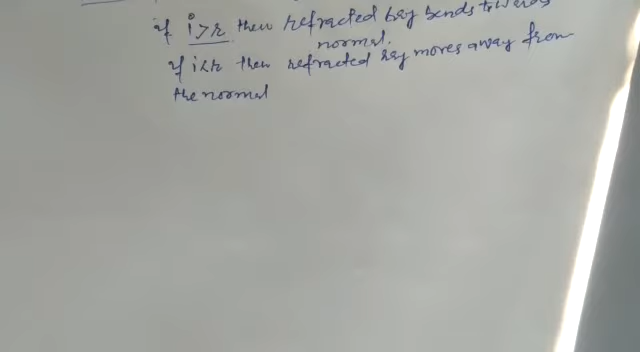 if i>r then refracted ray bends towards
normal.
if i<r then refracted ray moves away from
the normal